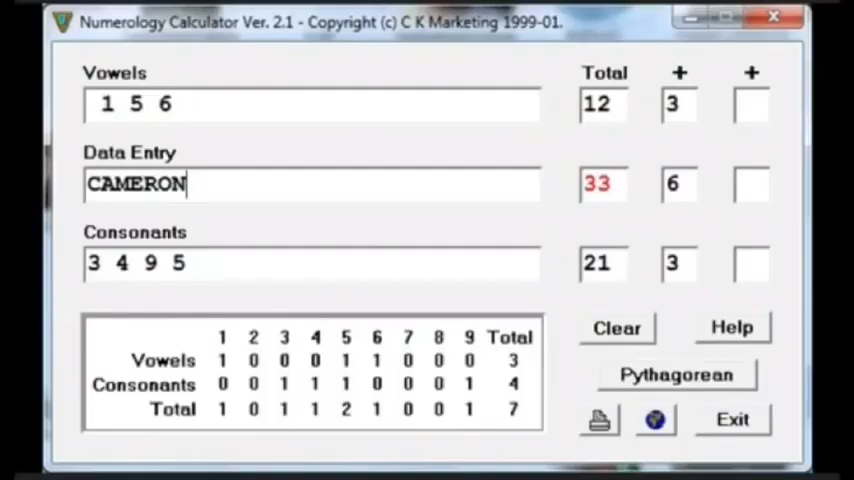 Numerology Calculator Ver. 2.1 - Copyright (c) C K Marketing 1999-01.
Vowels Total + +
1 5 6 12 3
Data Entry
CAMERON 33 6
Consonants
3 4 9 5 21 3
1 2 3 4 5 6 7 8 9 Total
Vowels 1 0 0 0 1 1 0 0 0 3
Consonants 0 0 1 1 1 0 0 0 1 4
Total 1 0 1 1 2 1 0 0 1 7
Clear Help
Pythagorean
Exit